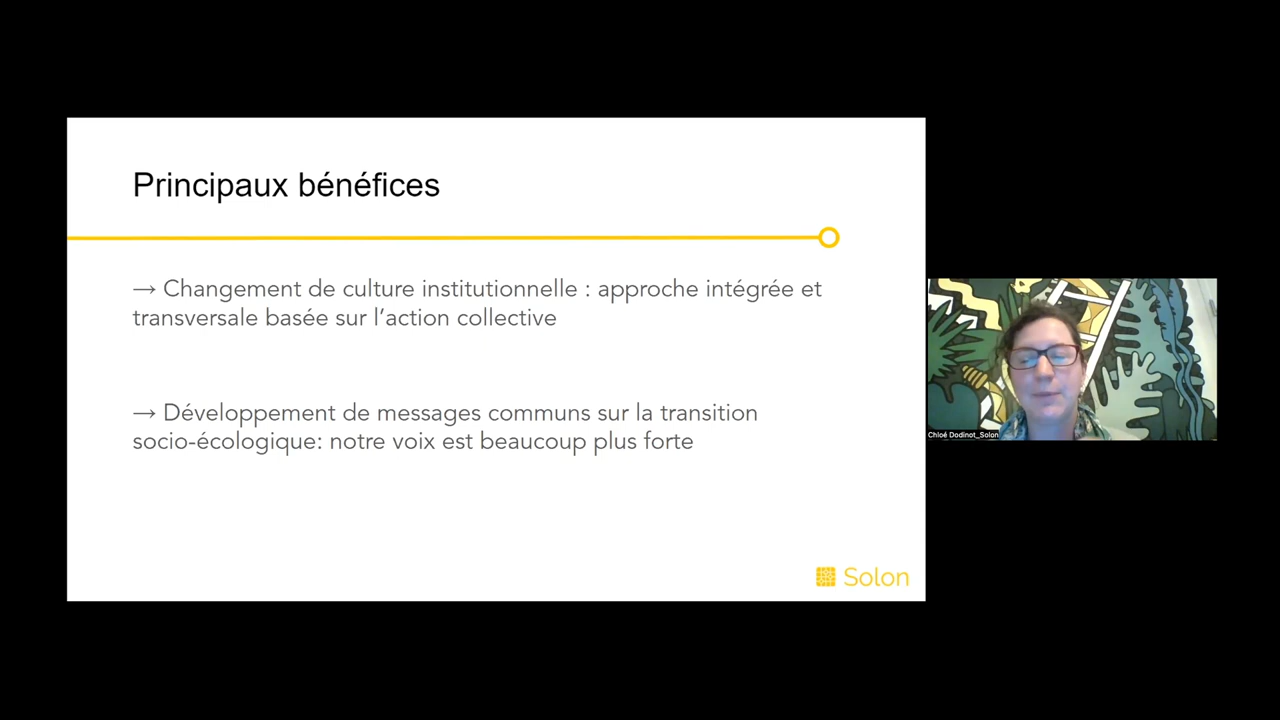 Principaux bénéfices
→ Changement de culture institutionnelle : approche intégrée et
transversale basée sur l’action collective
→ Développement de messages communs sur la transition
socio-écologique: notre voix est beaucoup plus forte
Solon
Chloé Dodinot_Solon